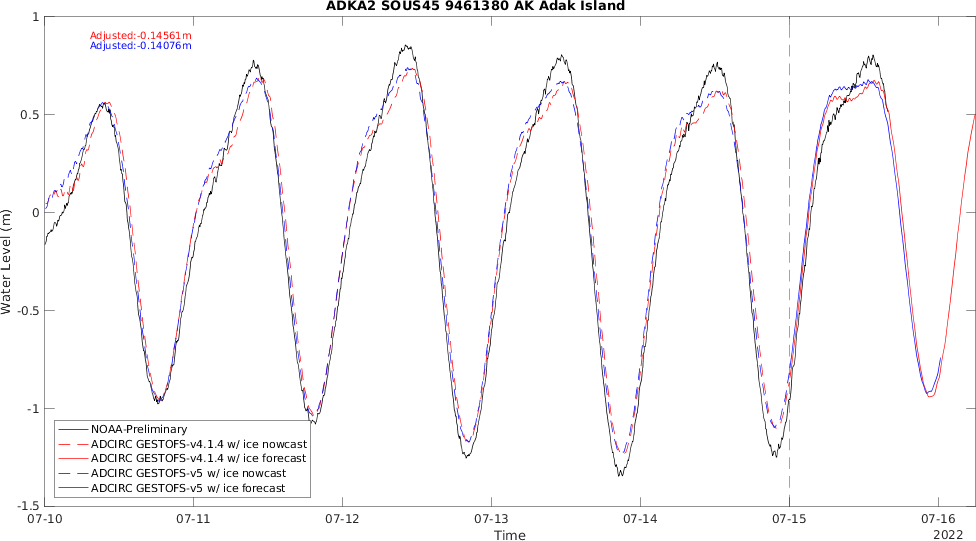 ADKA2 SOUS45 9461380 AK Adak Island
Adjusted:-0.14561m
Adjusted:-0.14076m
1
0.5
0
-0.5
-1
-1.5
Water Level (m)
NOAA-Preliminary
ADCIRC GESTOFS-v4.1.4 w/ ice nowcast
ADCIRC GESTOFS-v4.1.4 w/ ice forecast
ADCIRC GESTOFS-v5 w/ ice nowcast
ADCIRC GESTOFS-v5 w/ ice forecast
07-10 07-11 07-12 07-13 07-14 07-15 07-16
Time
2022